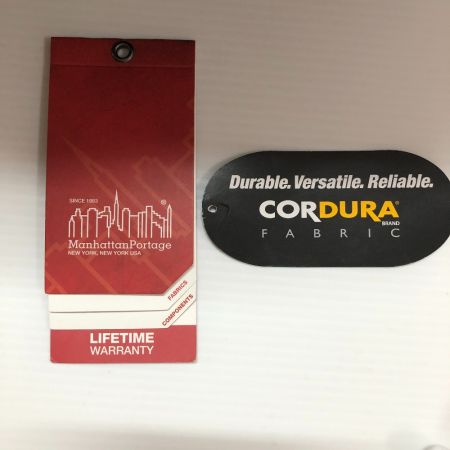 SINCE 1983
®
ManhattanPortage
NEW YORK, NEW YORK USA
FABRICS
COMPONENTS
LIFETIME
WARRANTY
Durable. Versatile. Reliable.
CORDURA®
BRAND
FABRIC